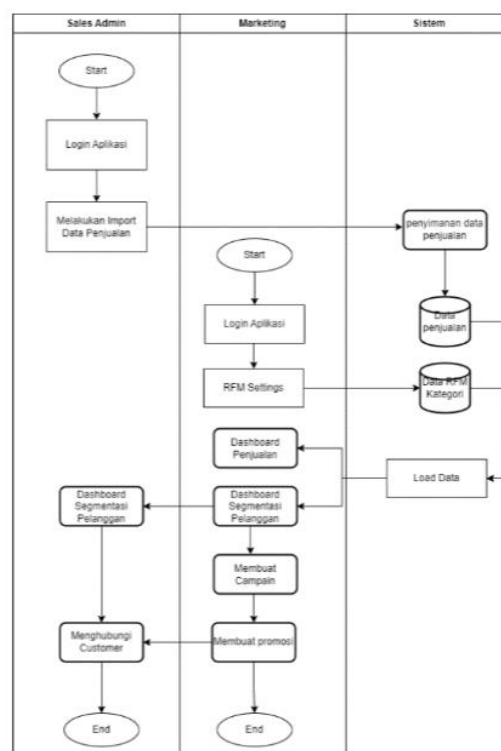 Sales Admin
Marketing
Sistem
Start
Login Aplikasi
Melakukan Import
Data Penjualan
penyimanan data
penjualan
Start
Data
penjualan
Login Aplikasi
RFM Settings
Data RFM
Kategori
Dashboard
Penjualan
Load Data
Dashboard
Segmentasi
Pelanggan
Dashboard
Segmentasi
Pelanggan
Membuat
Campain
Menghubungi
Customer
Membuat promosi
End
End